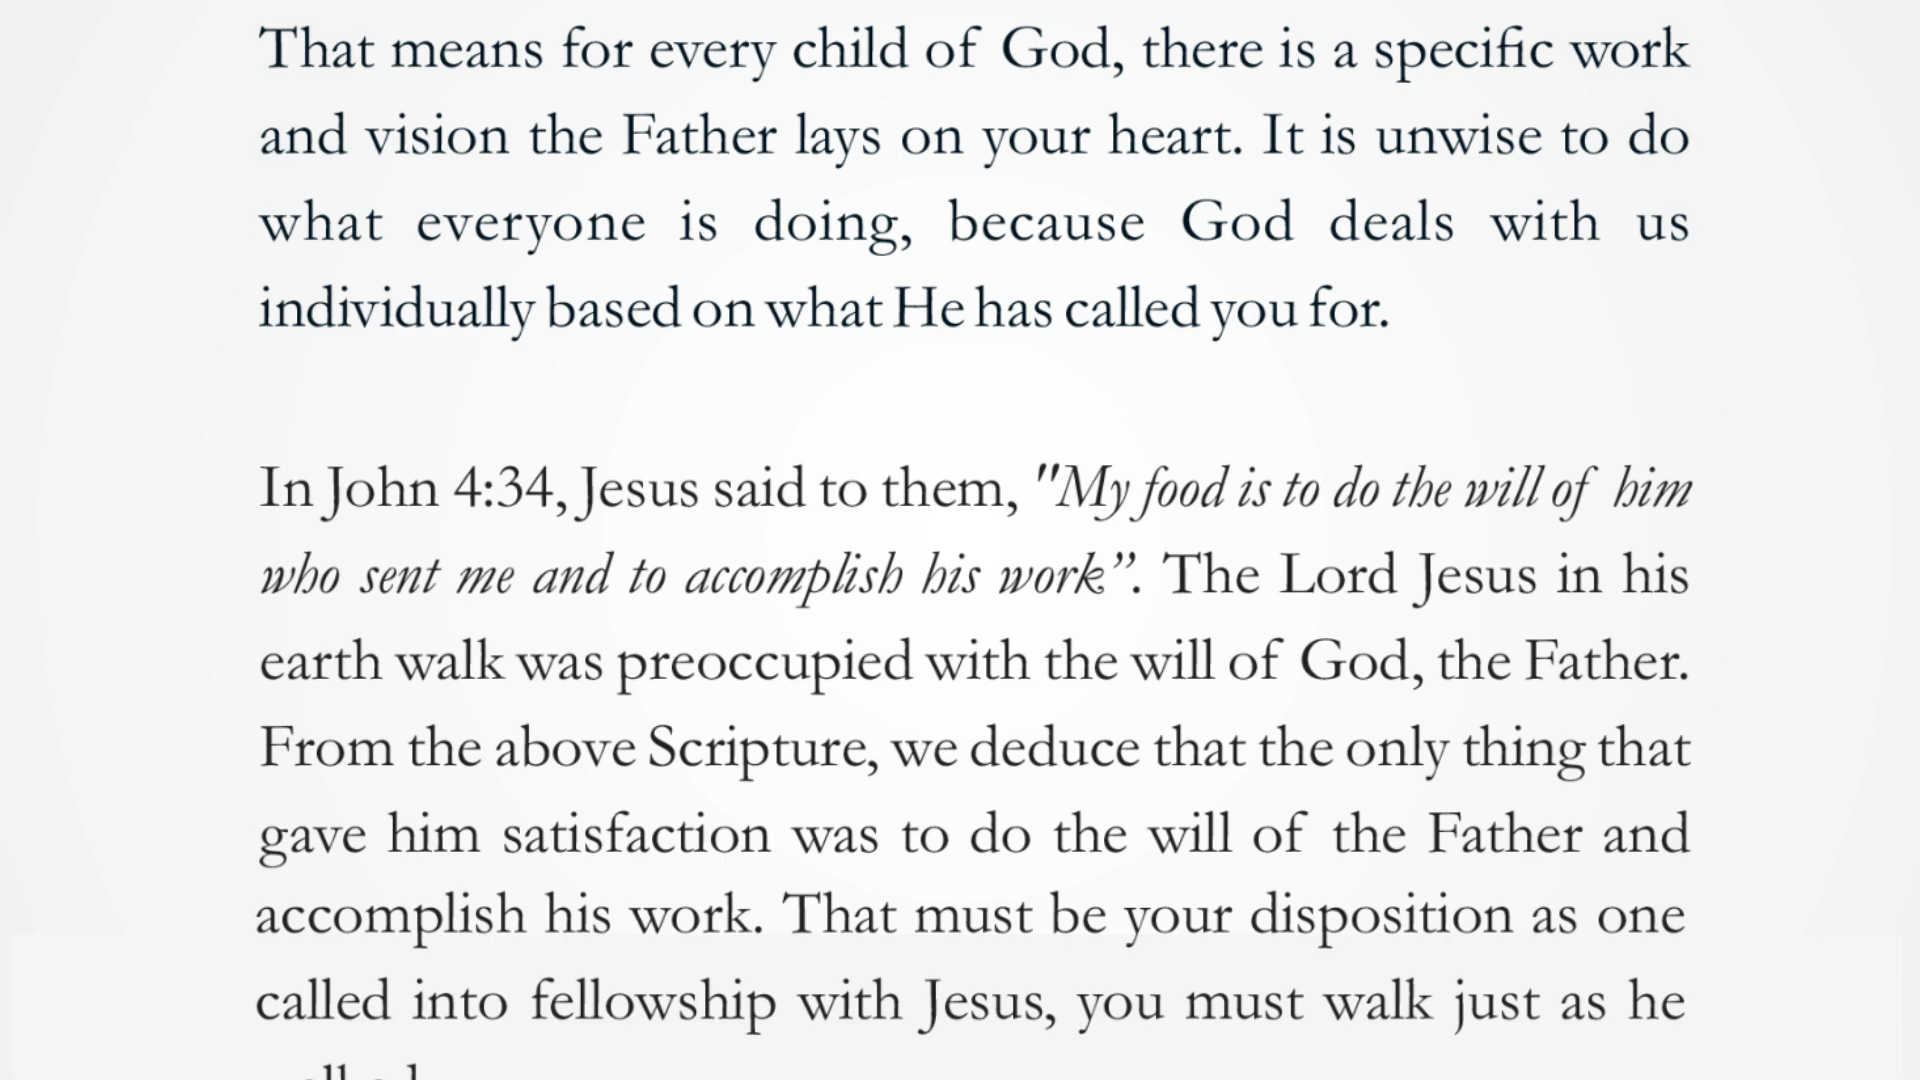 That means for every child of God, there is a specific work
and vision the Father lays on your heart. It is unwise to do
what everyone is doing, because God deals with us
individually based on what He has called you for.
In John 4:34, Jesus said to them, "My food is to do the will of him
who sent me and to accomplish his work”. The Lord Jesus in his
earth walk was preoccupied with the will of God, the Father.
From the above Scripture, we deduce that the only thing that
gave him satisfaction was to do the will of the Father and
accomplish his work. That must be your disposition as one
called into fellowship with Jesus, you must walk just as he